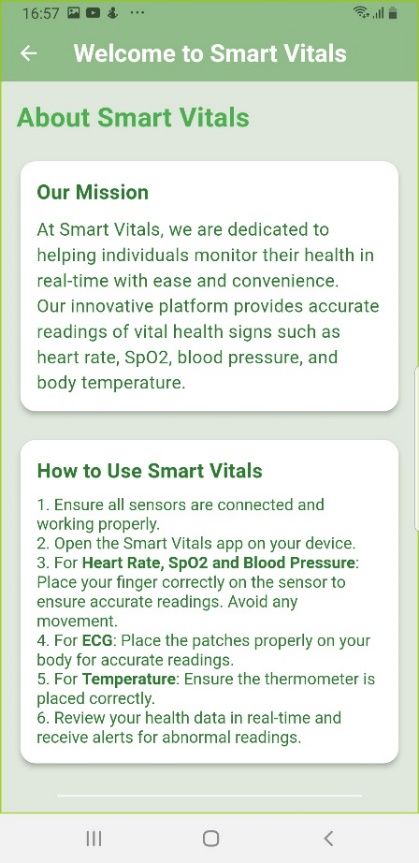 16:57
Welcome to Smart Vitals
About Smart Vitals
Our Mission
At Smart Vitals, we are dedicated to
helping individuals monitor their health in
real-time with ease and convenience.
Our innovative platform provides accurate
readings of vital health signs such as
heart rate, SpO2, blood pressure, and
body temperature.
How to Use Smart Vitals
1. Ensure all sensors are connected and
working properly.
2. Open the Smart Vitals app on your device.
3. For Heart Rate, SpO2 and Blood Pressure:
Place your finger correctly on the sensor to
ensure accurate readings. Avoid any
movement.
4. For ECG: Place the patches properly on your
body for accurate readings.
5. For Temperature: Ensure the thermometer is
placed correctly.
6. Review your health data in real-time and
receive alerts for abnormal readings.